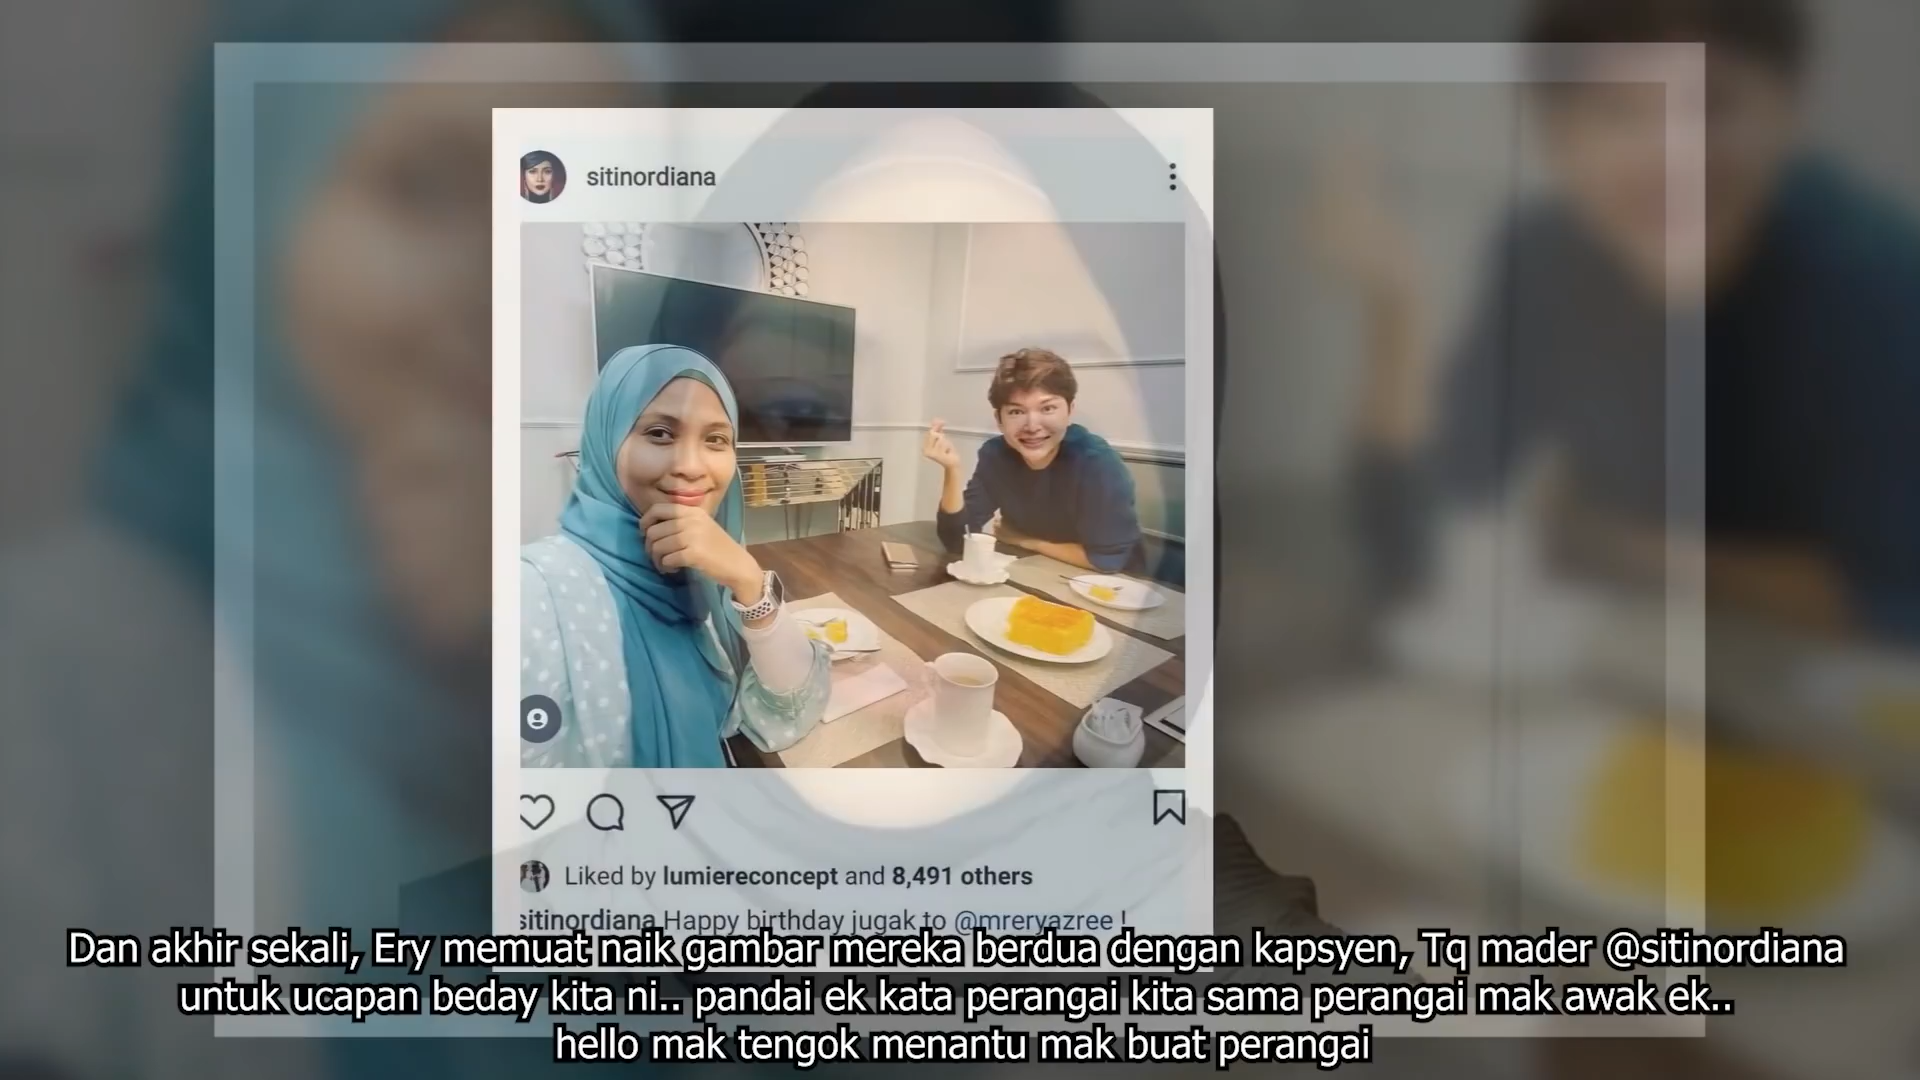 sitinordiana
Liked by lumiereconcept and 8,491 others
sitinordiana Happy birthday jugak to @mreryazree !
Dan akhir sekali, Ery memuat naik gambar mereka berdua dengan kapsyen, Tq mader @sitinordiana
untuk ucapan beday kita ni.. pandai ek kata perangai kita sama perangai mak awak ek..
hello mak tengok menantu mak buat perangai